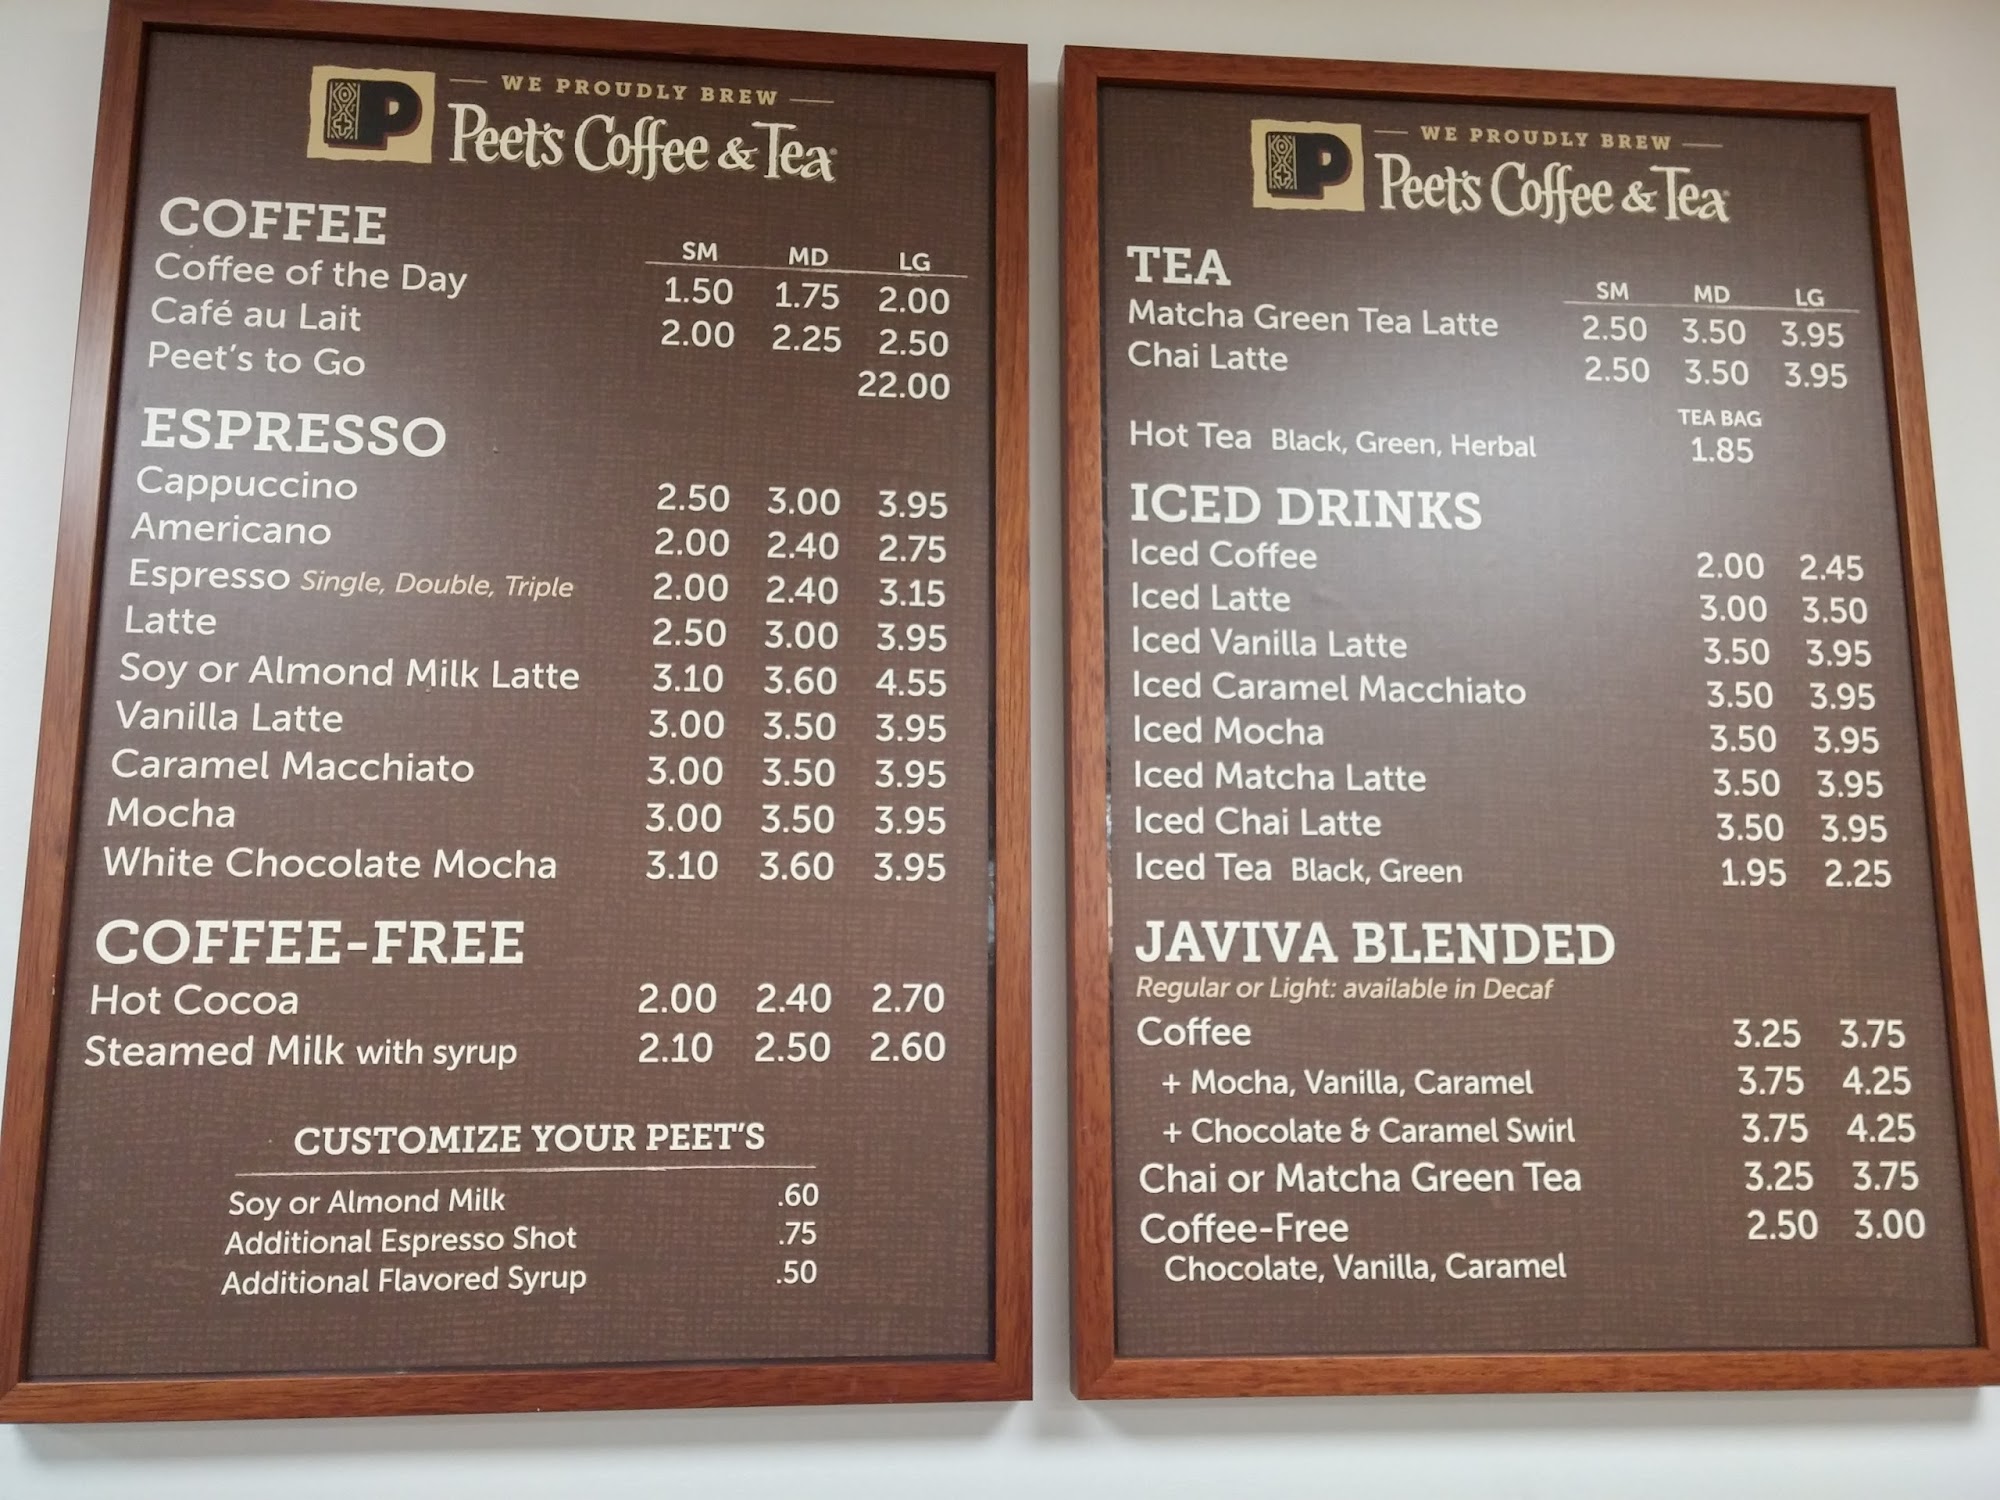 WE PROUDLY BREW
Peet's Coffee & Tea
COFFEE
SM MD LG
Coffee of the Day 1.50 1.75 2.00
Café au Lait 2.00 2.25 2.50
Peet's to Go 22.00
ESPRESSO
Cappuccino 2.50 3.00 3.95
Americano 2.00 2.40 2.75
Espresso Single, Double, Triple 2.00 2.40 3.15
Latte 2.50 3.00 3.95
Soy or Almond Milk Latte 3.10 3.60 4.55
Vanilla Latte 3.00 3.50 3.95
Caramel Macchiato 3.00 3.50 3.95
Mocha 3.00 3.50 3.95
White Chocolate Mocha 3.10 3.60 3.95
COFFEE-FREE
Hot Cocoa 2.00 2.40 2.70
Steamed Milk with syrup 2.10 2.50 2.60
CUSTOMIZE YOUR PEET'S
Soy or Almond Milk .60
Additional Espresso Shot .75
Additional Flavored Syrup .50
WE PROUDLY BREW
Peet's Coffee & Tea
TEA
SM MD LG
Matcha Green Tea Latte 2.50 3.50 3.95
Chai Latte 2.50 3.50 3.95
TEA BAG
Hot Tea Black, Green, Herbal 1.85
ICED DRINKS
Iced Coffee 2.00 2.45
Iced Latte 3.00 3.50
Iced Vanilla Latte 3.50 3.95
Iced Caramel Macchiato 3.50 3.95
Iced Mocha 3.50 3.95
Iced Matcha Latte 3.50 3.95
Iced Chai Latte 3.50 3.95
Iced Tea Black, Green 1.95 2.25
JAVIVA BLENDED
Regular or Light: available in Decaf
Coffee 3.25 3.75
+ Mocha, Vanilla, Caramel 3.75 4.25
+ Chocolate & Caramel Swirl 3.75 4.25
Chai or Matcha Green Tea 3.25 3.75
Coffee-Free 2.50 3.00
Chocolate, Vanilla, Caramel